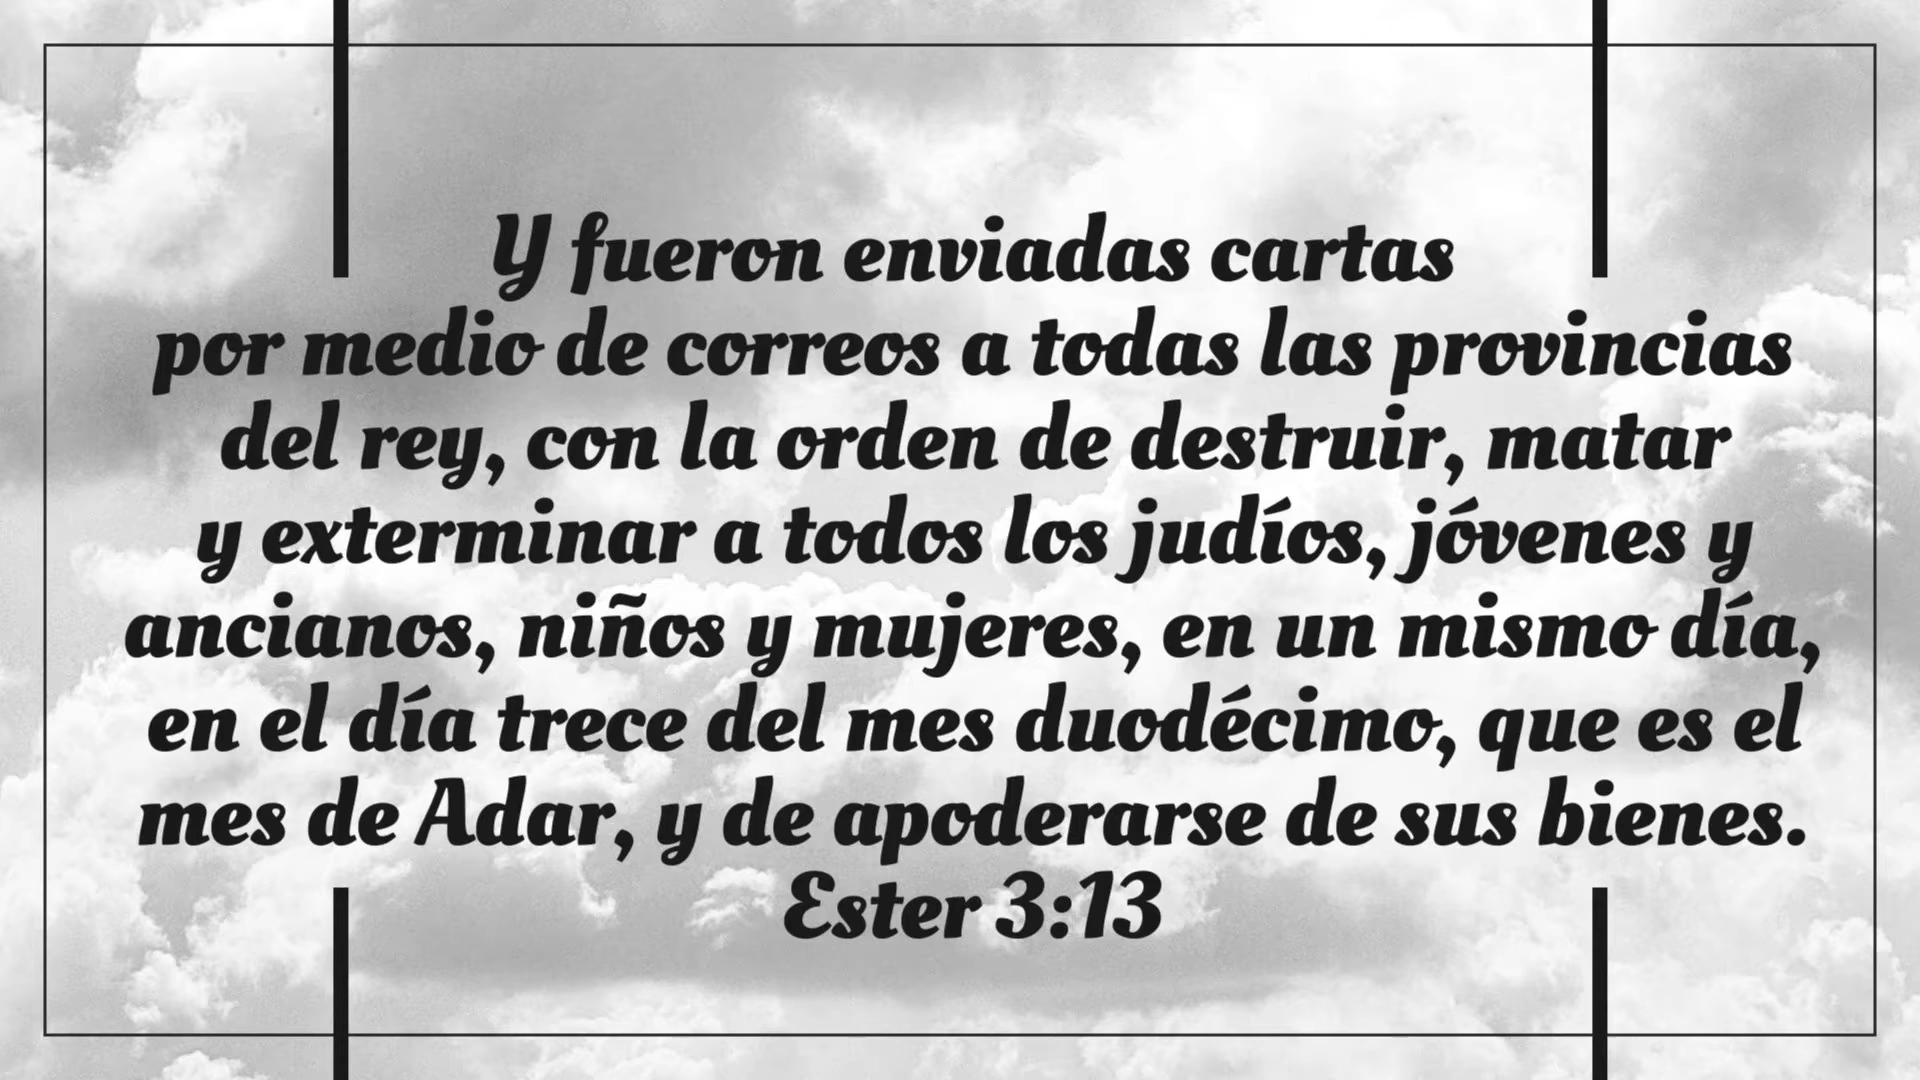 Y fueron enviadas cartas
por medio de correos a todas las provincias
del rey, con la orden de destruir, matar
y exterminar a todos los judíos, jóvenes y
ancianos, niños y mujeres, en un mismo día,
en el día trece del mes duodécimo, que es el
mes de Adar, y de apoderarse de sus bienes.
Ester 3:13